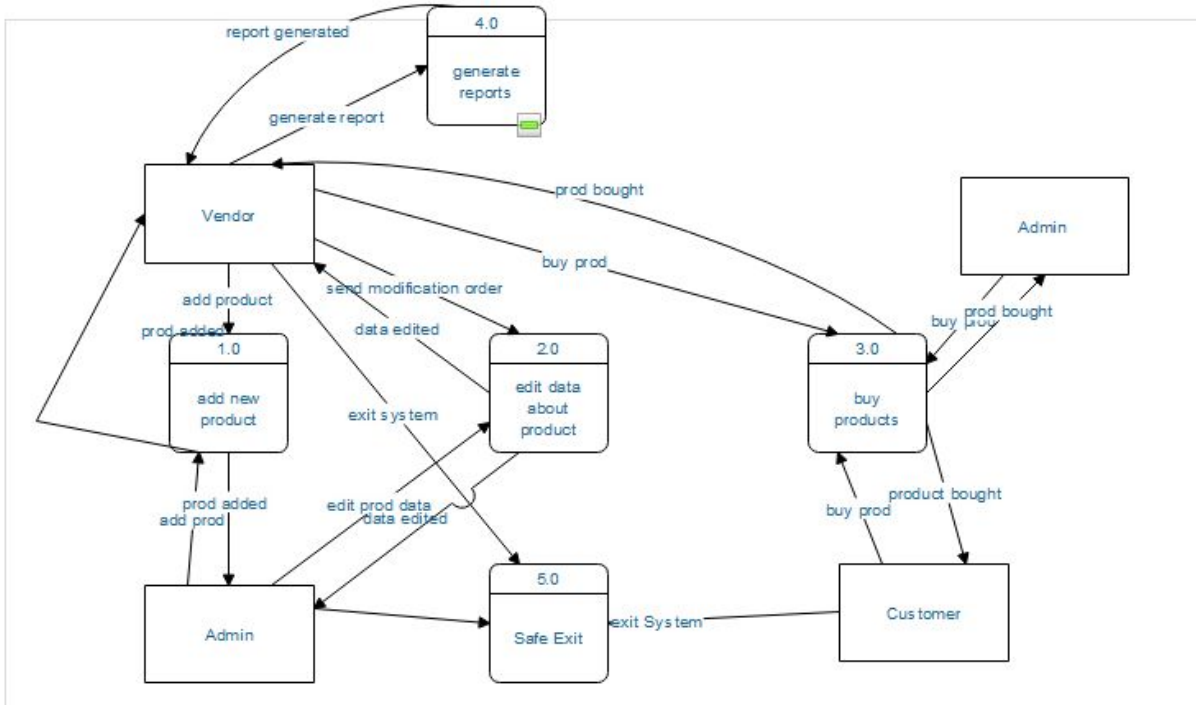 4.0
report generated
generate
reports
generate report
prod bought
Vendor
Admin
buy prod
send modification order
add product
prod bought
buy prod
data edited
prod added
1.0
2.0
3.0
edit data
add new
about
buy
product
exit system
product
products
prod added
edit prod data
product bought
add prod
data edited
buy prod
5.0
Customer
exit System
Admin
Safe Exit